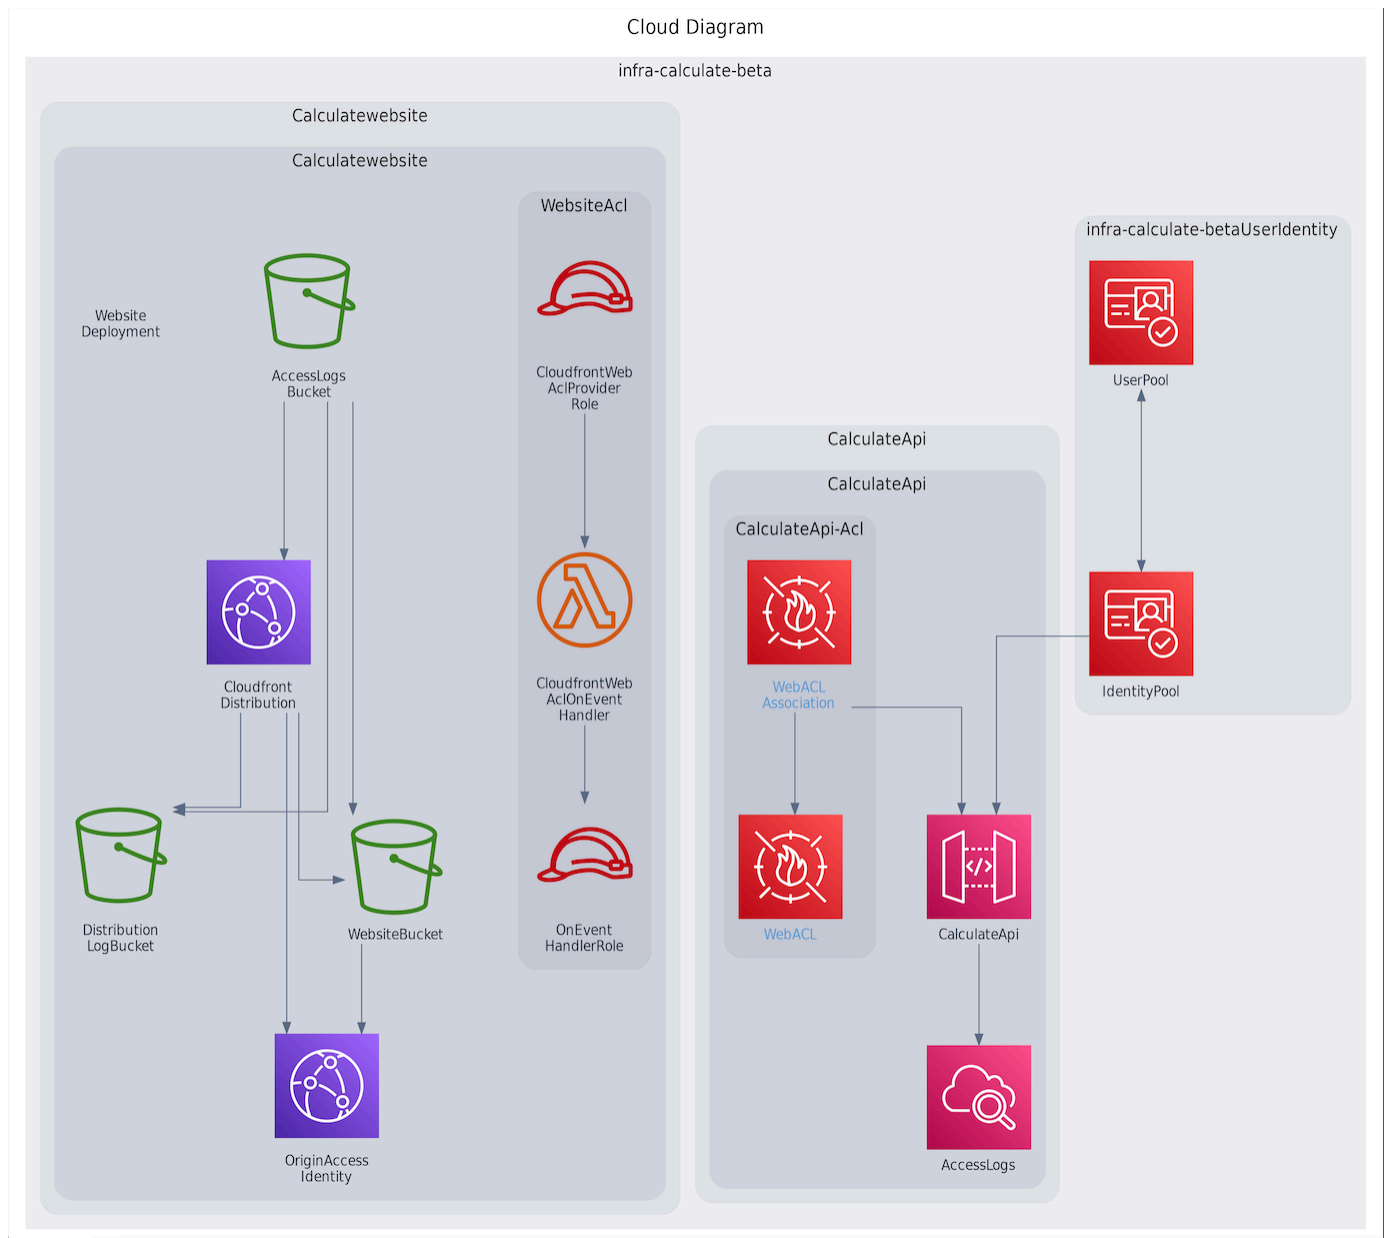 Cloud Diagram
infra-calculate-beta
Calculatewebsite
Calculatewebsite
Website
Deployment
AccessLogs
Bucket
Cloudfront
Distribution
Distribution
LogBucket
WebsiteBucket
OriginAccess
Identity
WebsiteAcl
CloudfrontWeb
AclProvider
Role
CloudfrontWeb
AclOnEvent
Handler
OnEvent
HandlerRole
CalculateApi
CalculateApi
CalculateApi-Acl
WebACL
Association
WebACL
CalculateApi
AccessLogs
infra-calculate-betaUserIdentity
UserPool
IdentityPool